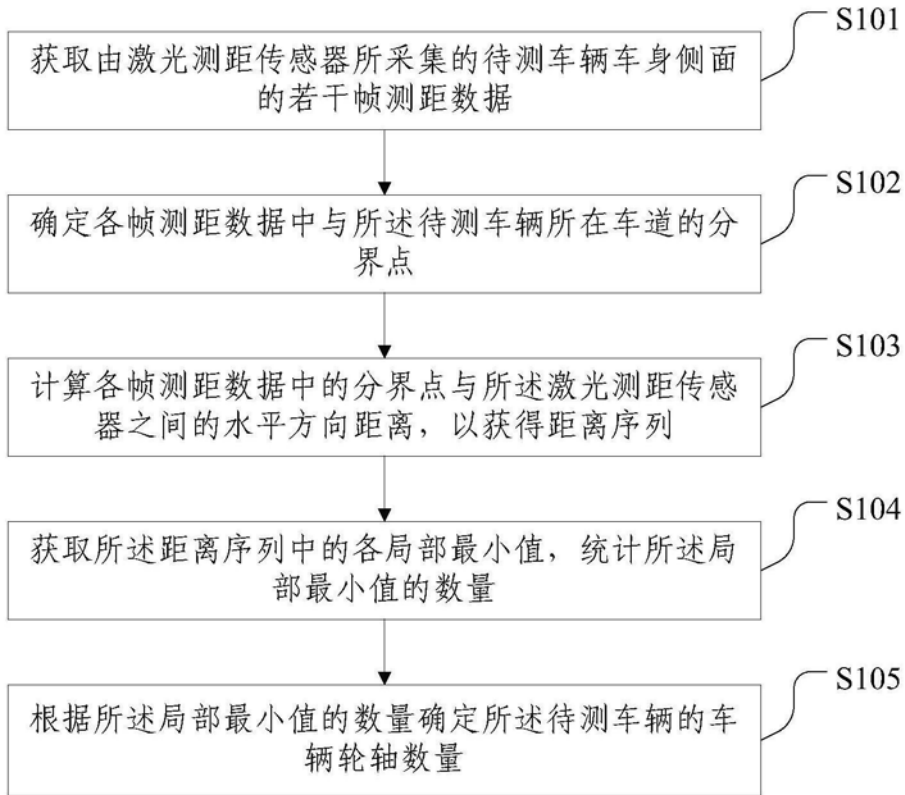 S101
获取由激光测距传感器所采集的待测车辆车身侧面
的若干帧测距数据
S102
确定各帧测距数据中与所述待测车辆所在车道的分
界点
S103
计算各帧测距数据中的分界点与所述激光测距传感
器之间的水平方向距离，以获得距离序列
S104
获取所述距离序列中的各局部最小值，统计所述局
部最小值的数量
S105
根据所述局部最小值的数量确定所述待测车辆的车
辆轮轴数量